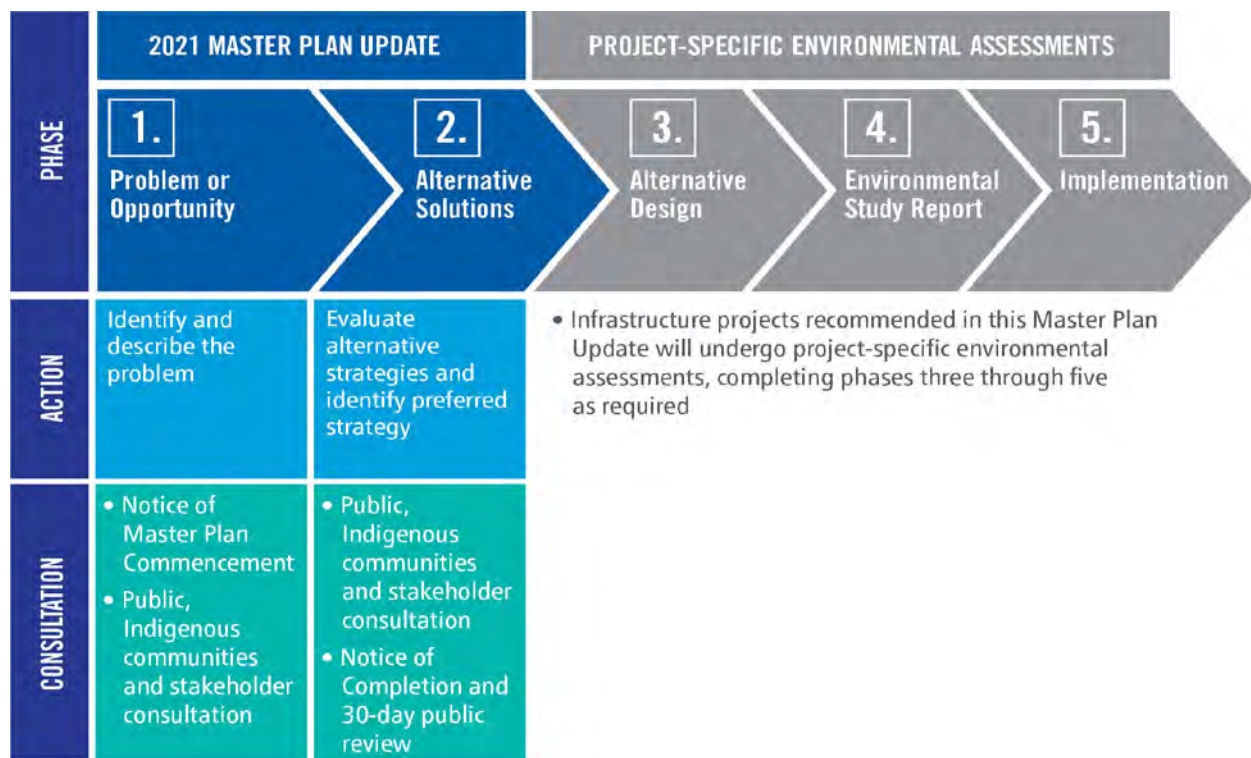 2021 MASTER PLAN UPDATE
PROJECT-SPECIFIC ENVIRONMENTAL ASSESSMENTS
PHASE
1.
Problem or
Opportunity
2.
Alternative
Solutions
3.
Alternative
Design
4.
Environmental
Study Report
5.
Implementation
ACTION
Identify and
describe the
problem
Evaluate
alternative
strategies and
identify preferred
strategy
• Infrastructure projects recommended in this Master Plan
Update will undergo project-specific environmental
assessments, completing phases three through five
as required
CONSULTATION
• Notice of
Master Plan
Commencement
• Public,
Indigenous
communities
and stakeholder
consultation
• Public,
Indigenous
communities
and stakeholder
consultation
• Notice of
Completion and
30-day public
review